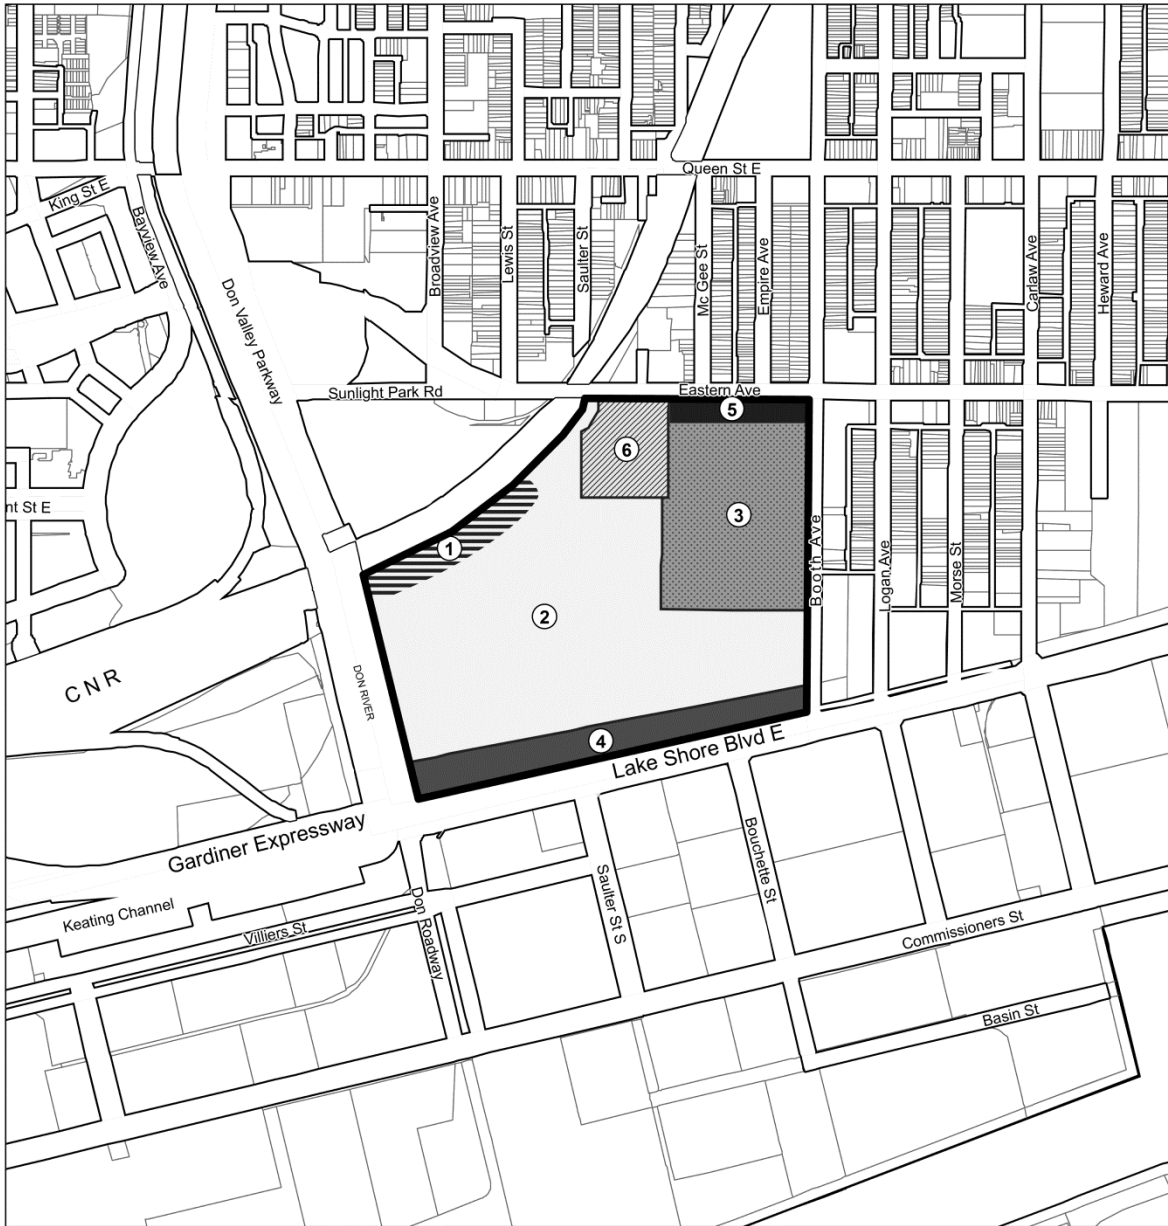 Queen St E
King St E
Bayview Ave
Broadview Ave
Lewis St
Saulter St
Mc Gee St
Empire Ave
Carlaw Ave
Heward Ave
Don Valley Parkway
Sunlight Park Rd
Eastern Ave
5
6
3
nt St E
1
Booth Ave
Logan Ave
Morse St
2
CNR
DON RIVER
4
Lake Shore Blvd E
Gardiner Expressway
Bouchette St
Saulter St S
Keating Channel
Villiers St
Don Roadway
Commissioners St
Basin St